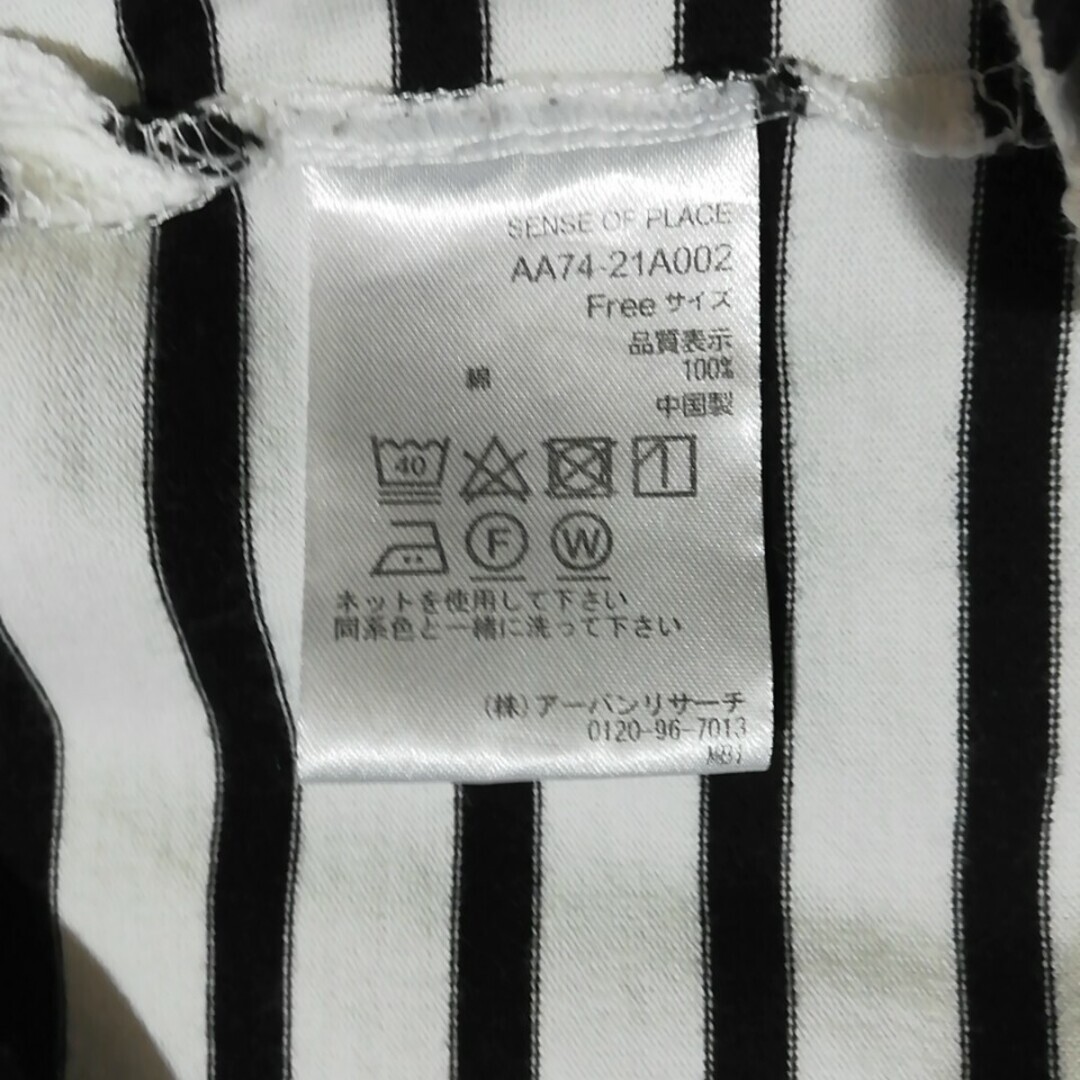 SENSE OF PLACE
AA74-21A002
Free サイズ
品質表示
綿 100%
中国製
40
F W
ネットを使用して下さい
同系色と一緒に洗って下さい
(株)アーバンリサーチ
0120-96-7013